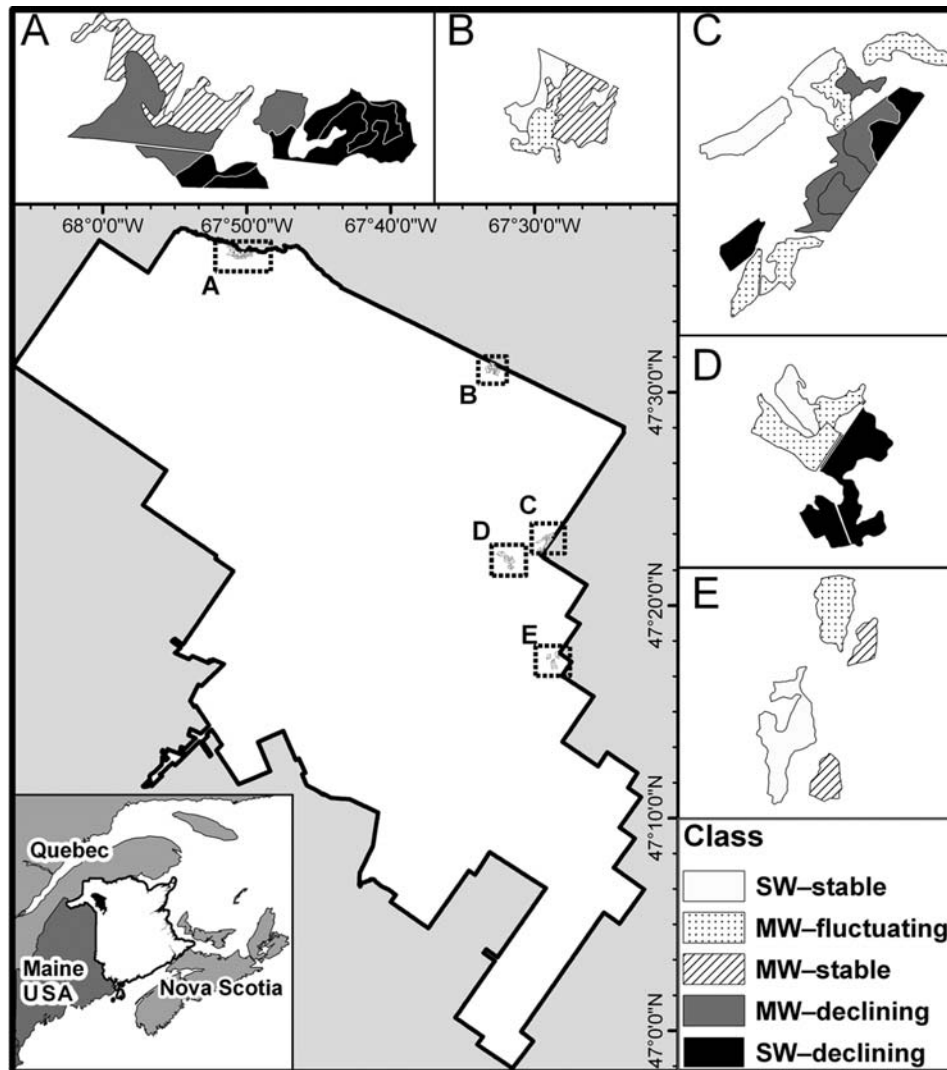 A
B
C
68°0'0"W
67°50'0"W
67°40'0"W
67°30'0"W
A
B
47°30'0"N
D
C
D
E
47°20'0"N
E
47°10'0"N
47°0'0"N
Quebec
Maine
USA
Nova Scotia
Class
SW–stable
MW–fluctuating
MW–stable
MW–declining
SW–declining